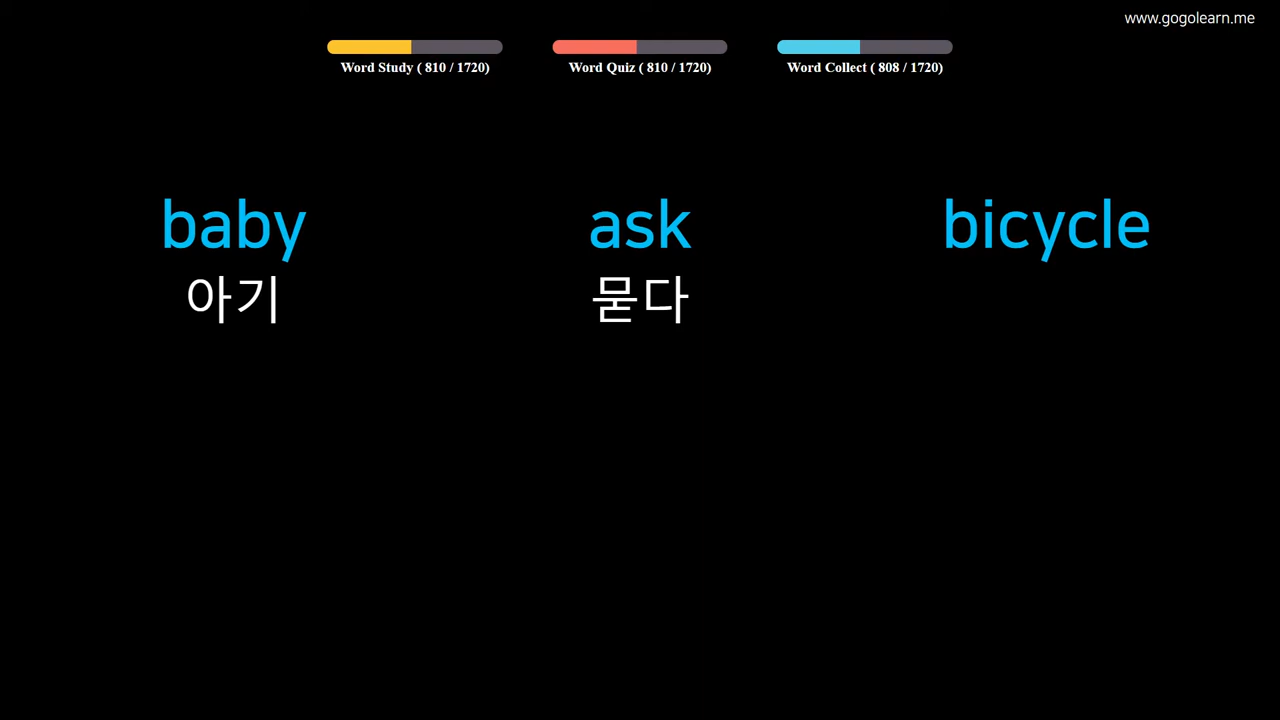 www.gogolearn.me
Word Study ( 810 / 1720)
Word Quiz ( 810 / 1720)
Word Collect ( 808 / 1720)
baby
ask
bicycle
아기
묻다